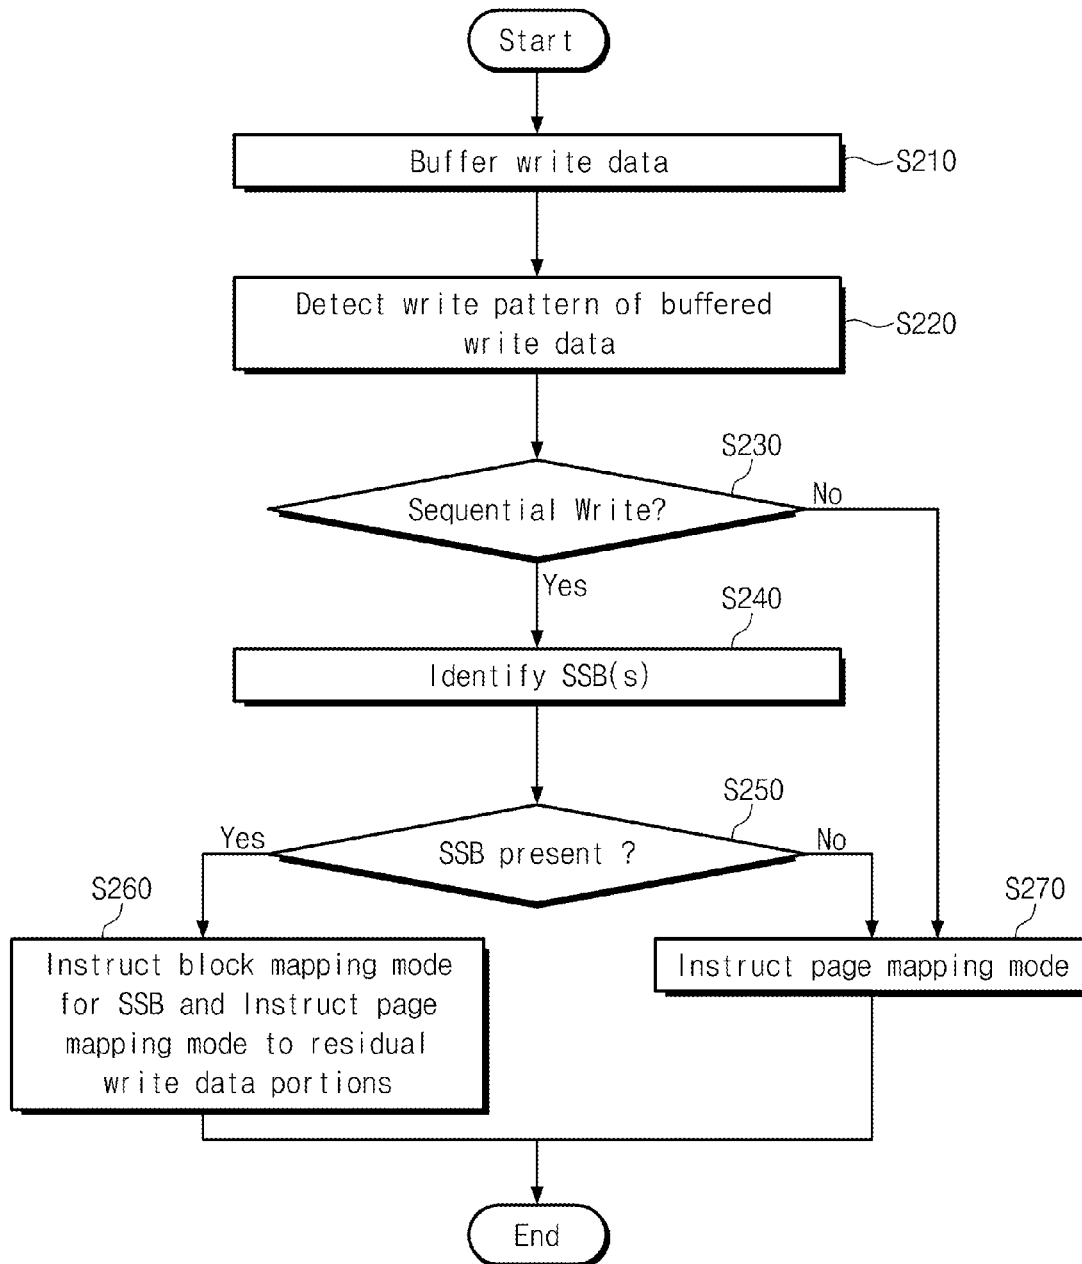 Start
Buffer write data
S210
Detect write pattern of buffered
write data
S220
S230
Sequential Write?
No
Yes
S240
Identify SSB(s)
S250
Yes
SSB present ?
No
S260
S270
Instruct block mapping mode
for SSB and Instruct page
mapping mode to residual
write data portions
Instruct page mapping mode
End